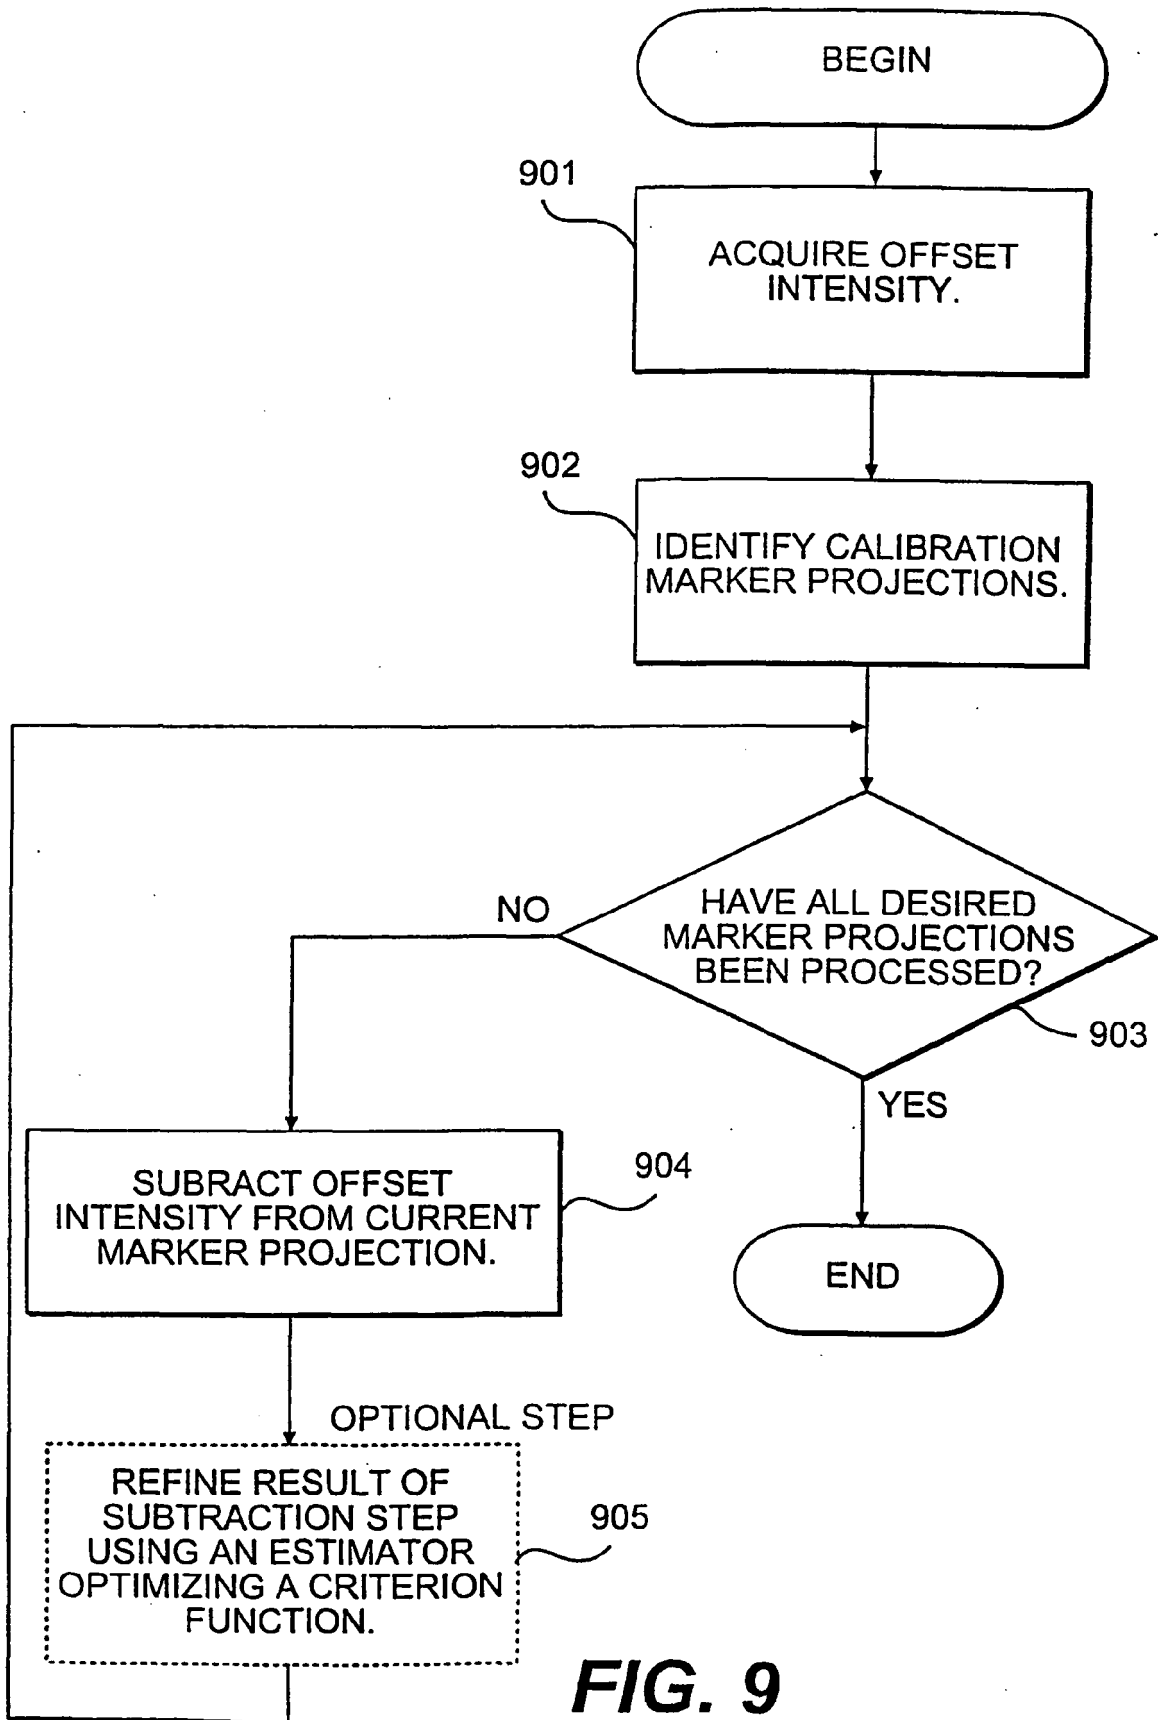 BEGIN
901
ACQUIRE OFFSET
INTENSITY.
902
IDENTIFY CALIBRATION
MARKER PROJECTIONS.
NO
HAVE ALL DESIRED
MARKER PROJECTIONS
BEEN PROCESSED?
903
YES
904
SUBRACT OFFSET
INTENSITY FROM CURRENT
MARKER PROJECTION.
END
OPTIONAL STEP
REFINE RESULT OF
SUBTRACTION STEP
USING AN ESTIMATOR
OPTIMIZING A CRITERION
FUNCTION.
905
FIG. 9